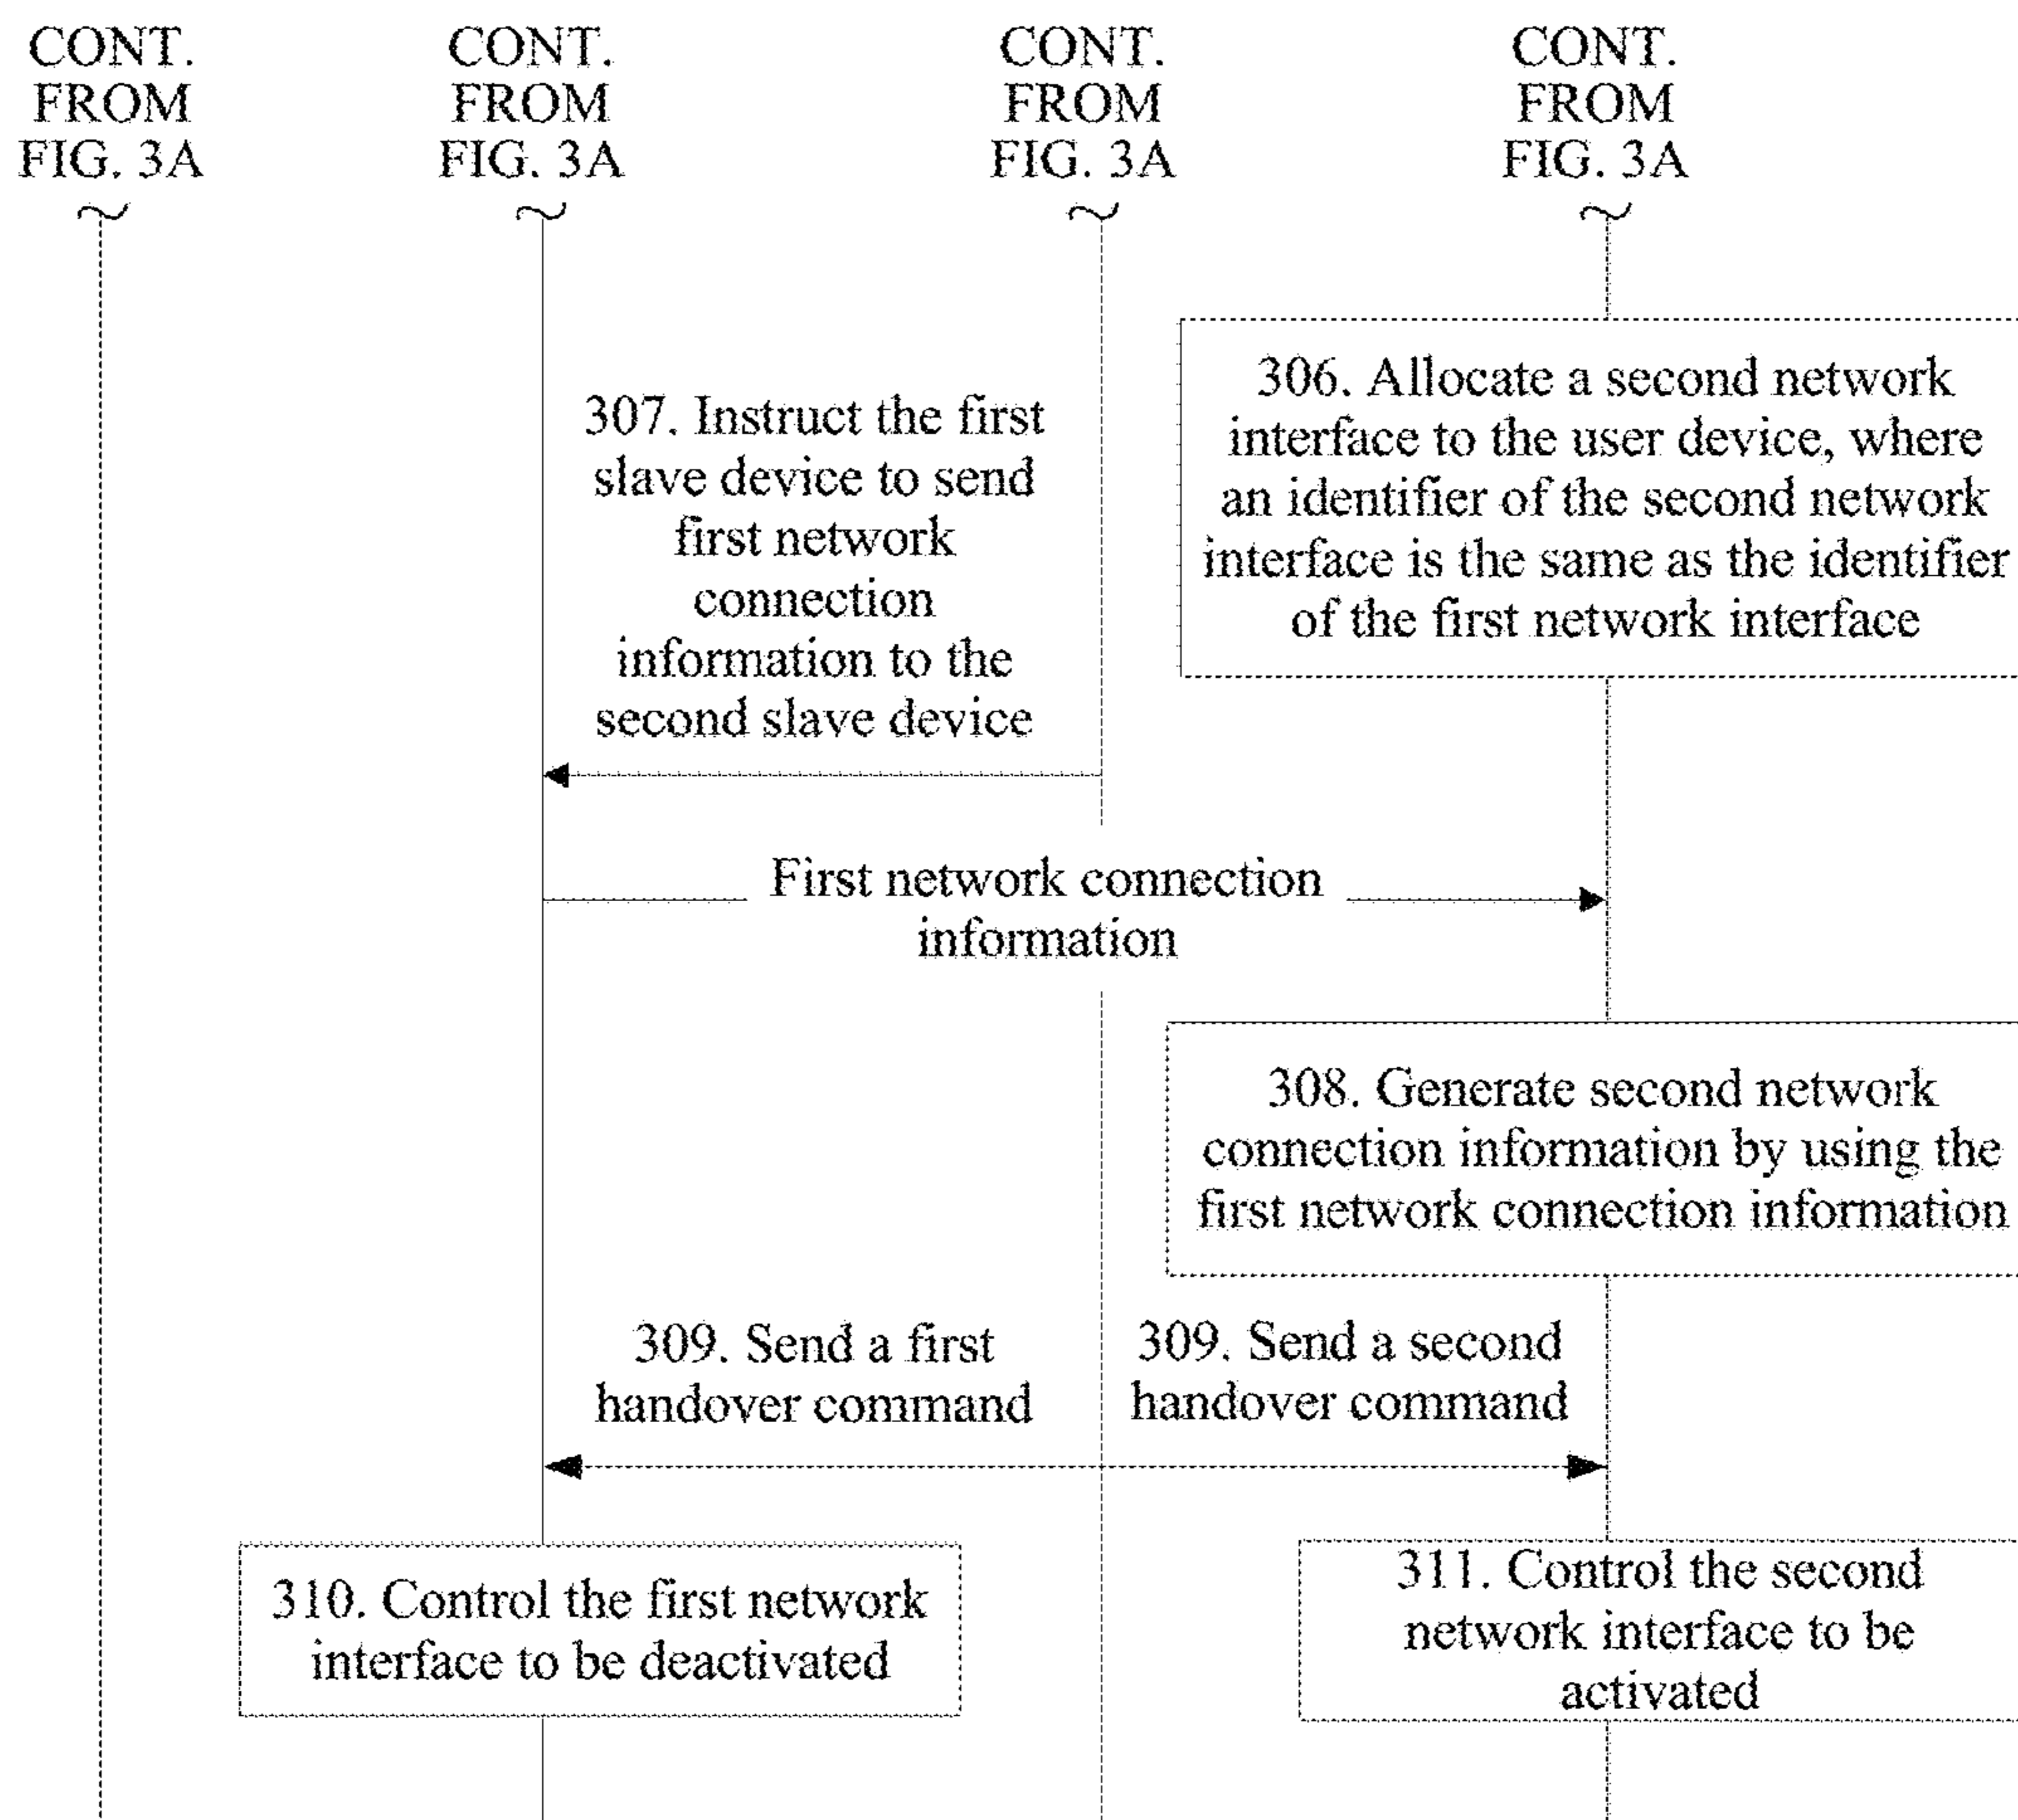 CONT.
FROM
FIG. 3A
CONT.
FROM
FIG. 3A
CONT.
FROM
FIG. 3A
CONT.
FROM
FIG. 3A
306. Allocate a second network
interface to the user device, where
an identifier of the second network
interface is the same as the identifier
of the first network interface
307. Instruct the first
slave device to send
first network
connection
information to the
second slave device
First network connection
information
308. Generate second network
connection information by using the
first network connection information
309. Send a first
handover command
309. Send a second
handover command
310. Control the first network
interface to be deactivated
311. Control the second
network interface to be
activated